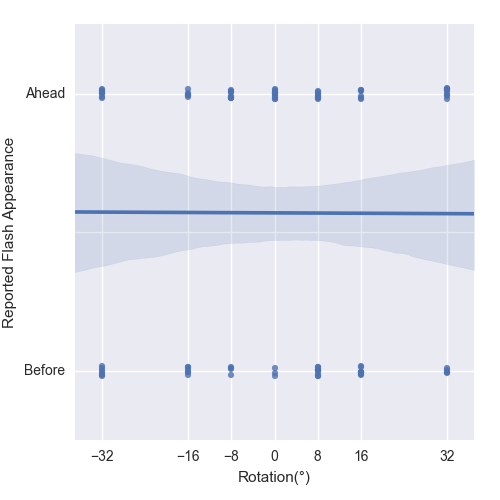 Ahead
Reported Flash Appearance
Before
−32 −16 −8 0 8 16 32
Rotation(°)